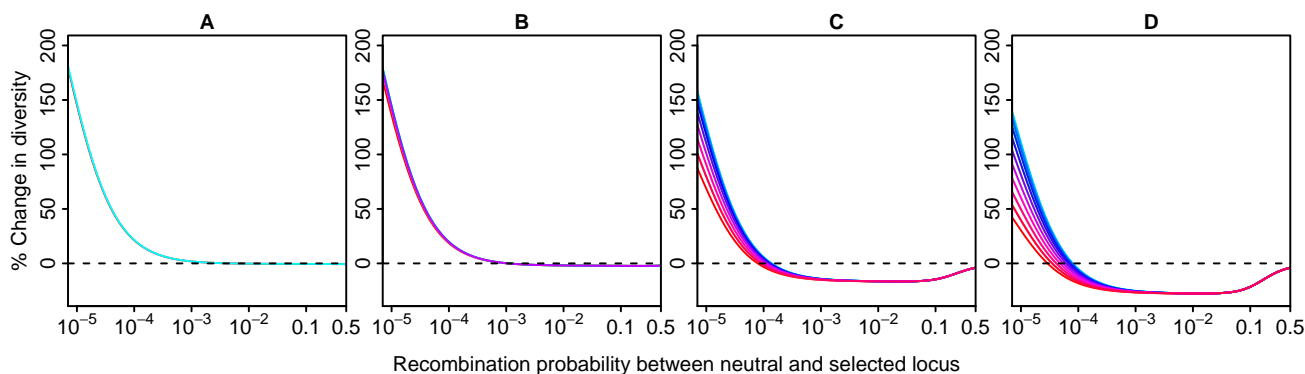 A B C D
% Change in diversity
200 200 200 200
150 150 150 150
100 100 100 100
50 50 50 50
0 0 0 0
10⁻⁵ 10⁻⁴ 10⁻³ 10⁻² 0.1 0.5 10⁻⁵ 10⁻⁴ 10⁻³ 10⁻² 0.1 0.5 10⁻⁵ 10⁻⁴ 10⁻³ 10⁻² 0.1 0.5 10⁻⁵ 10⁻⁴ 10⁻³ 10⁻² 0.1 0.5
Recombination probability between neutral and selected locus